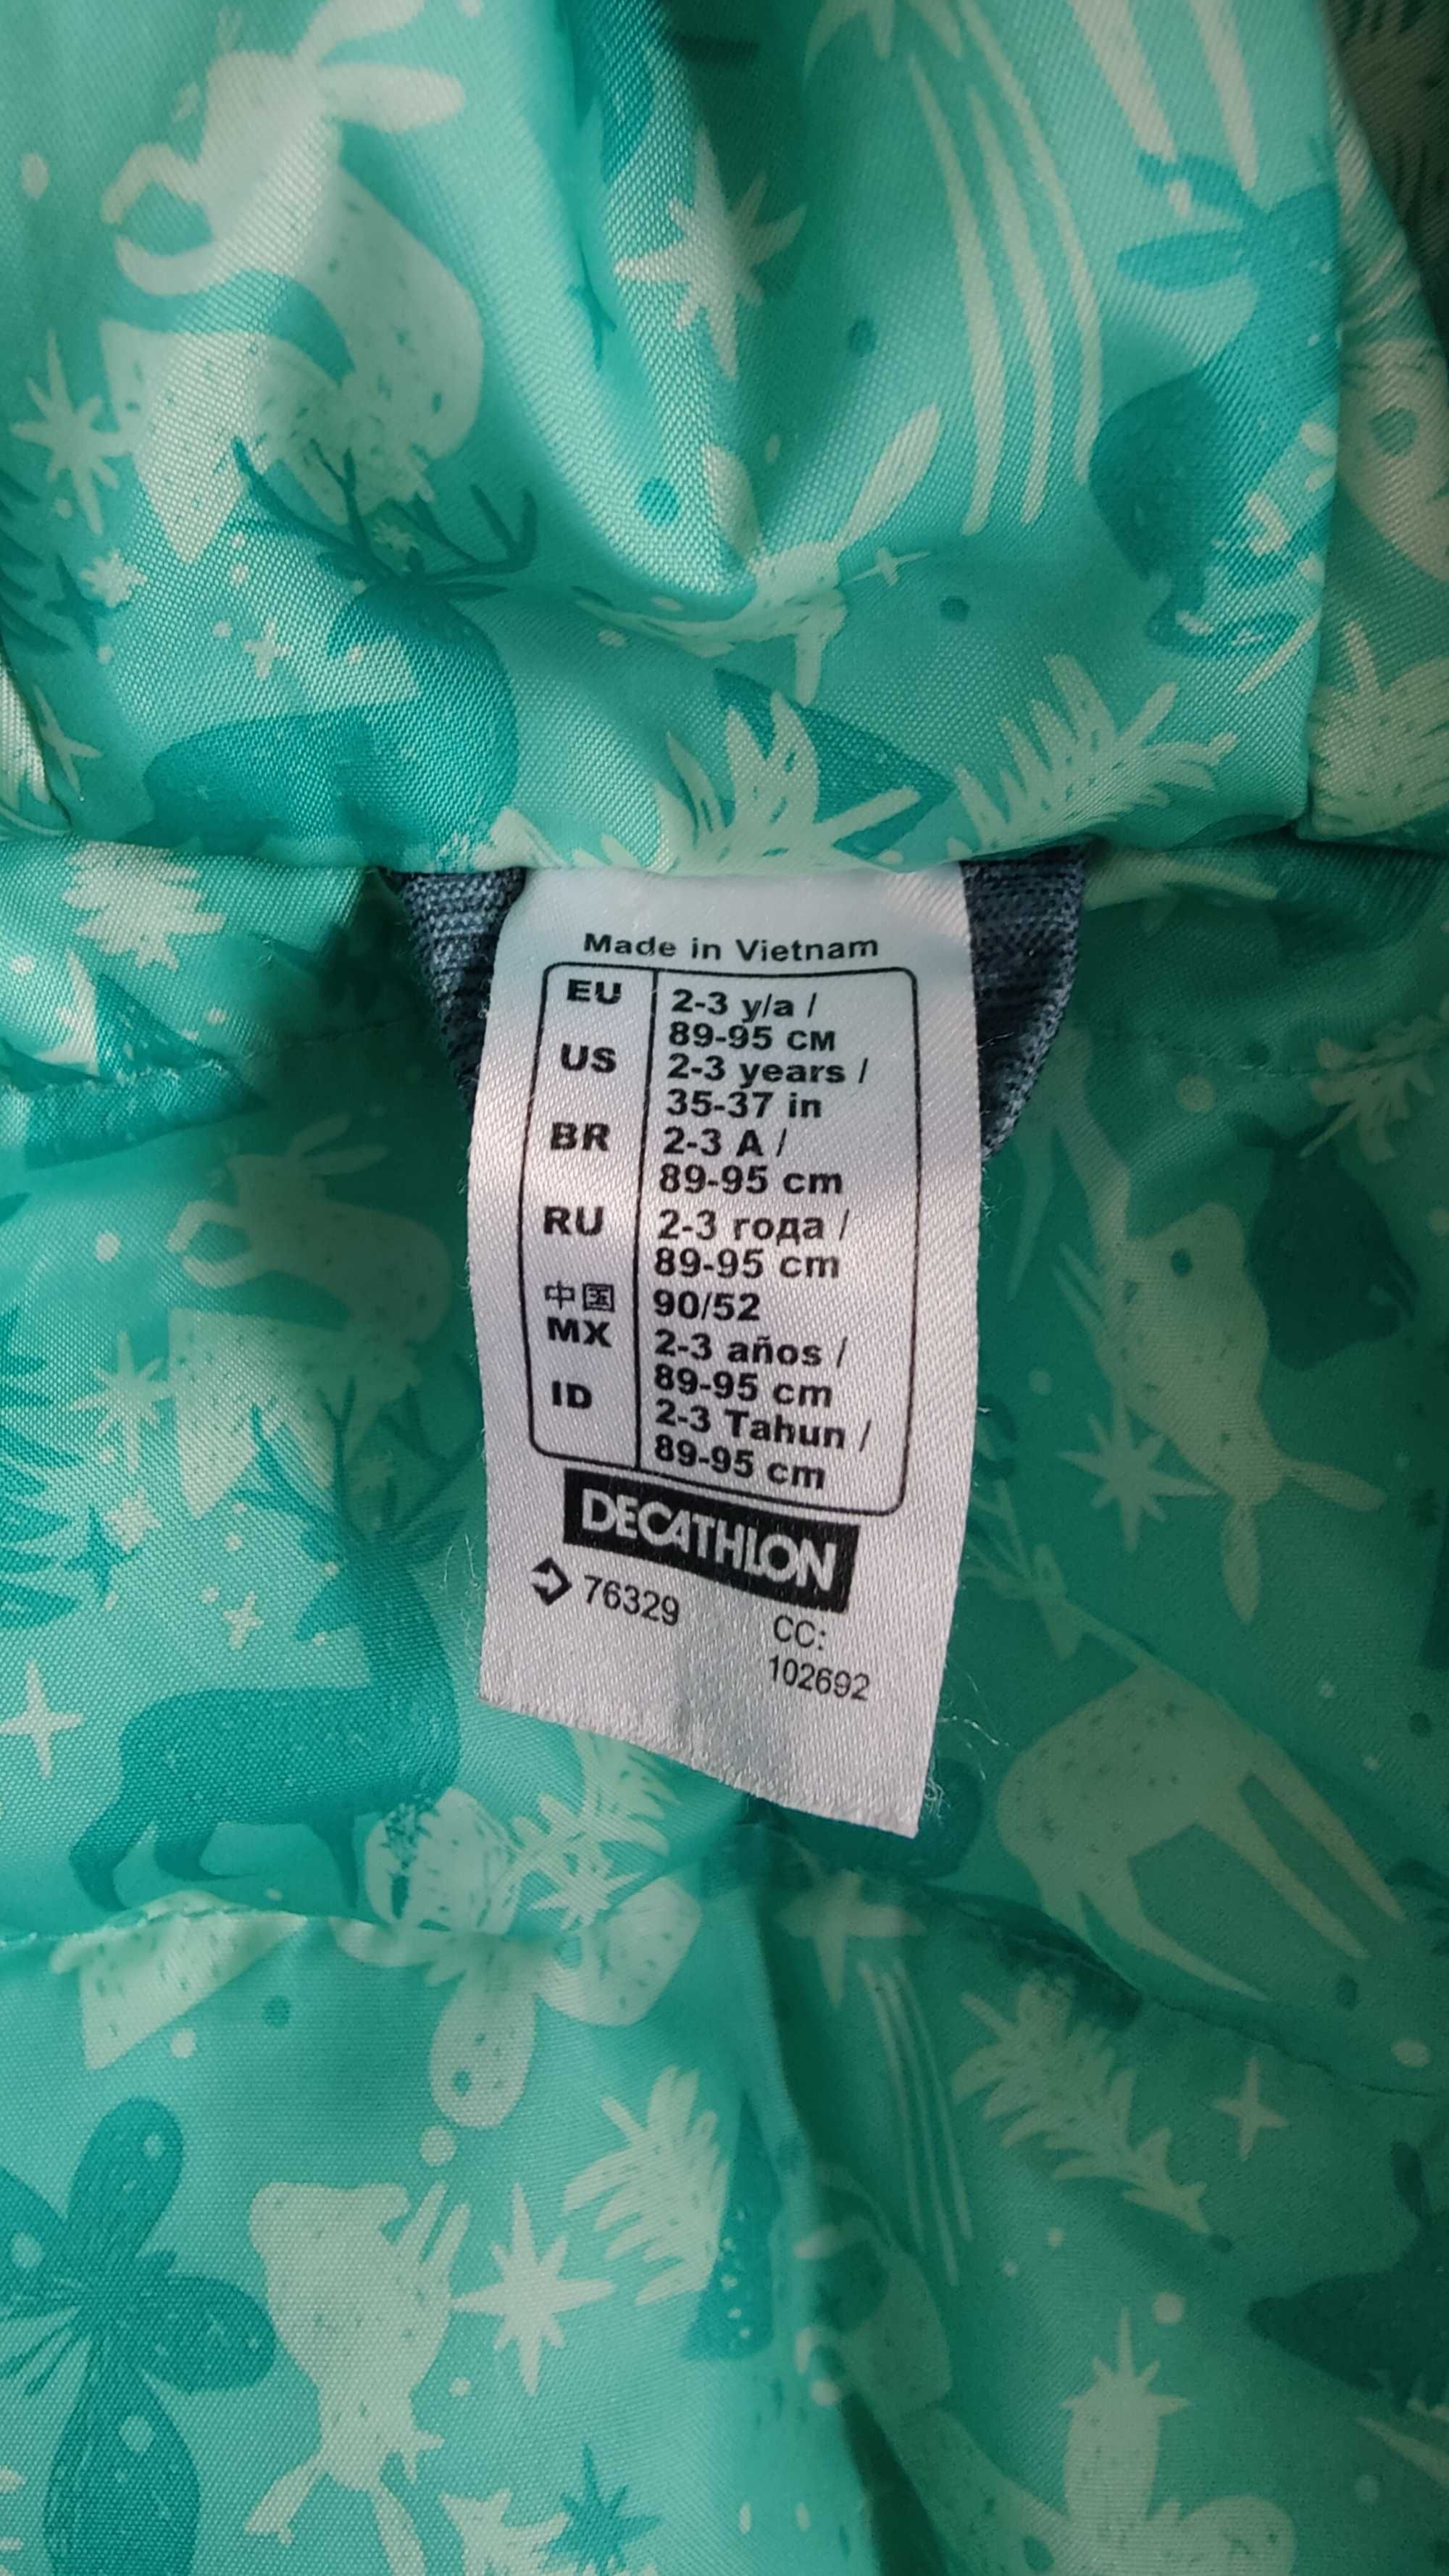 Made in Vietnam
EU 2-3 y/a /
89-95 CM
US 2-3 years /
35-37 in
BR 2-3 A /
89-95 cm
RU 2-3 года /
89-95 cm
中国 90/52
MX 2-3 años /
89-95 cm
ID 2-3 Tahun /
89-95 cm
DECATHLON
76329 CC:
102692